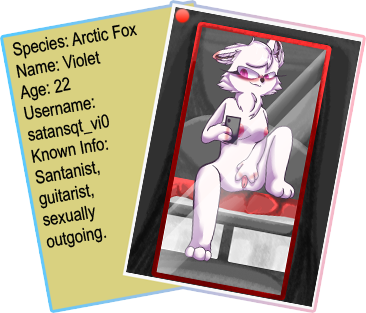 Species: Arctic Fox
Name: Violet
Age: 22
Username:
satansqt_vi0
Known Info:
Santanist,
guitarist,
sexually
outgoing.